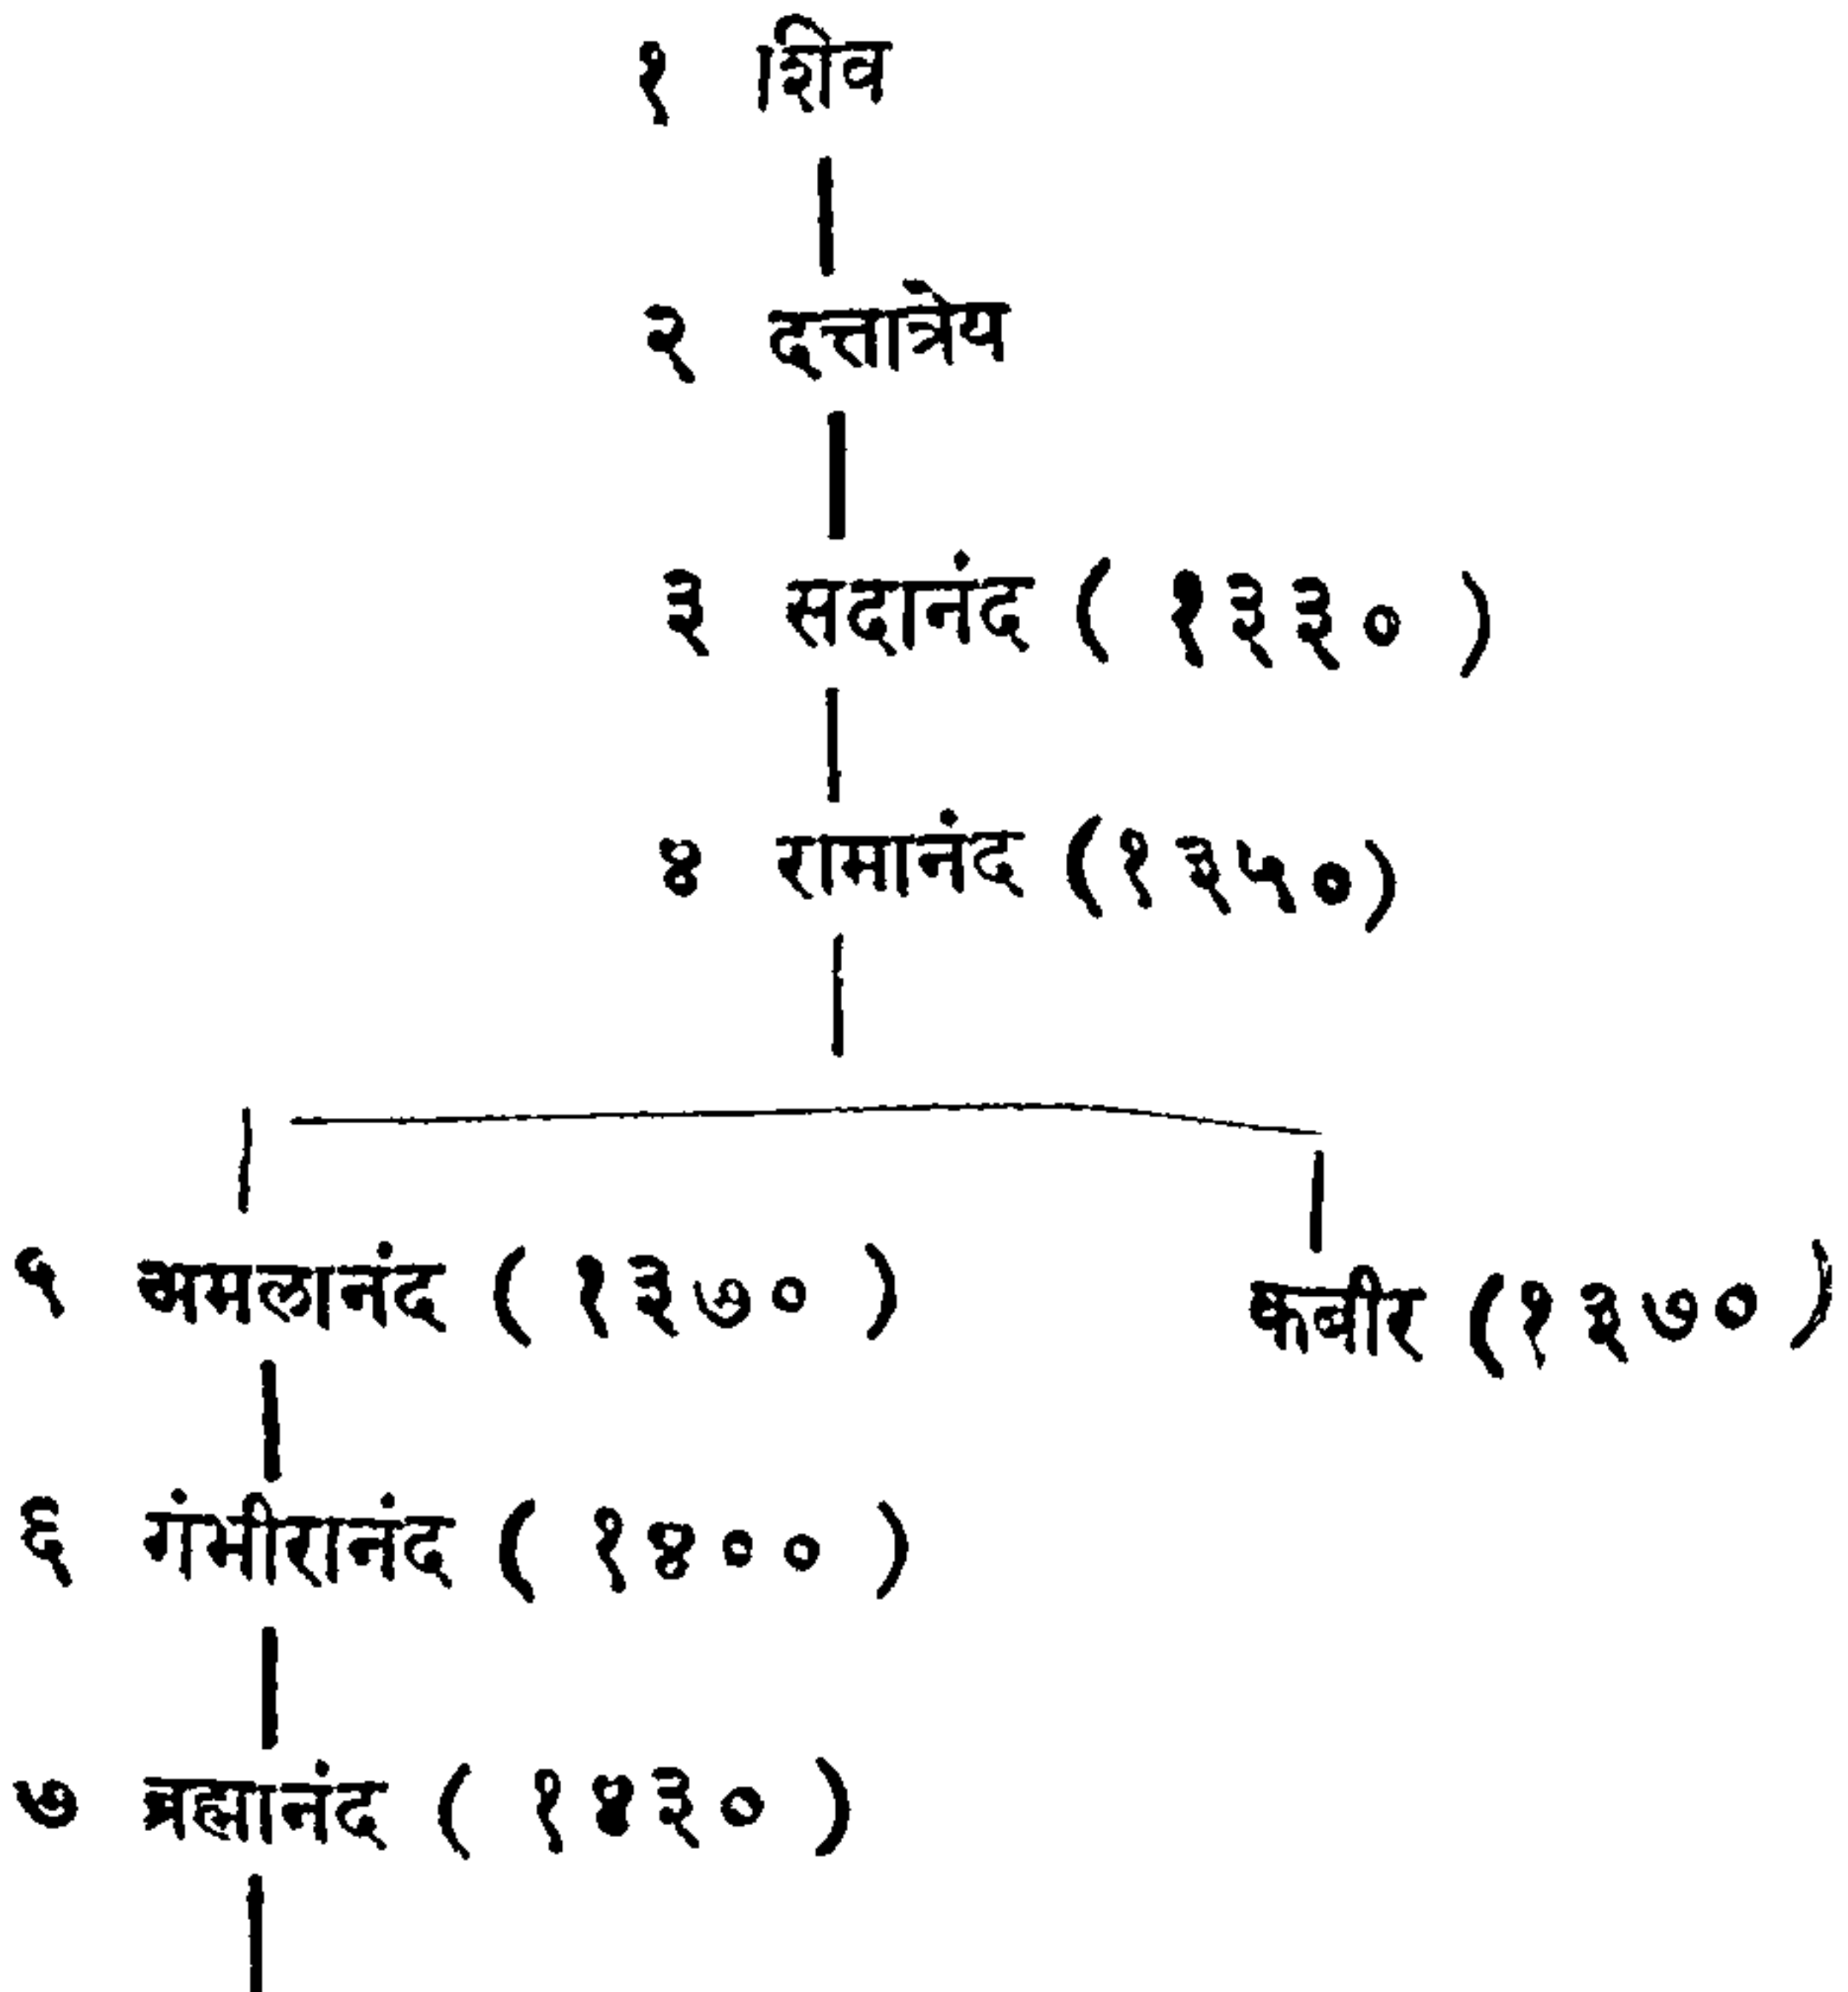 १ शिव
२ दत्तात्रेय
३ सदानंद ( १३३० )
४ रामानंद (१३५०)
५ अमलानंद ( १३७० ) कबीर (१३७०)
६ गंभीरानंद ( १४०० )
७ ब्रह्मानंद ( १४३० )